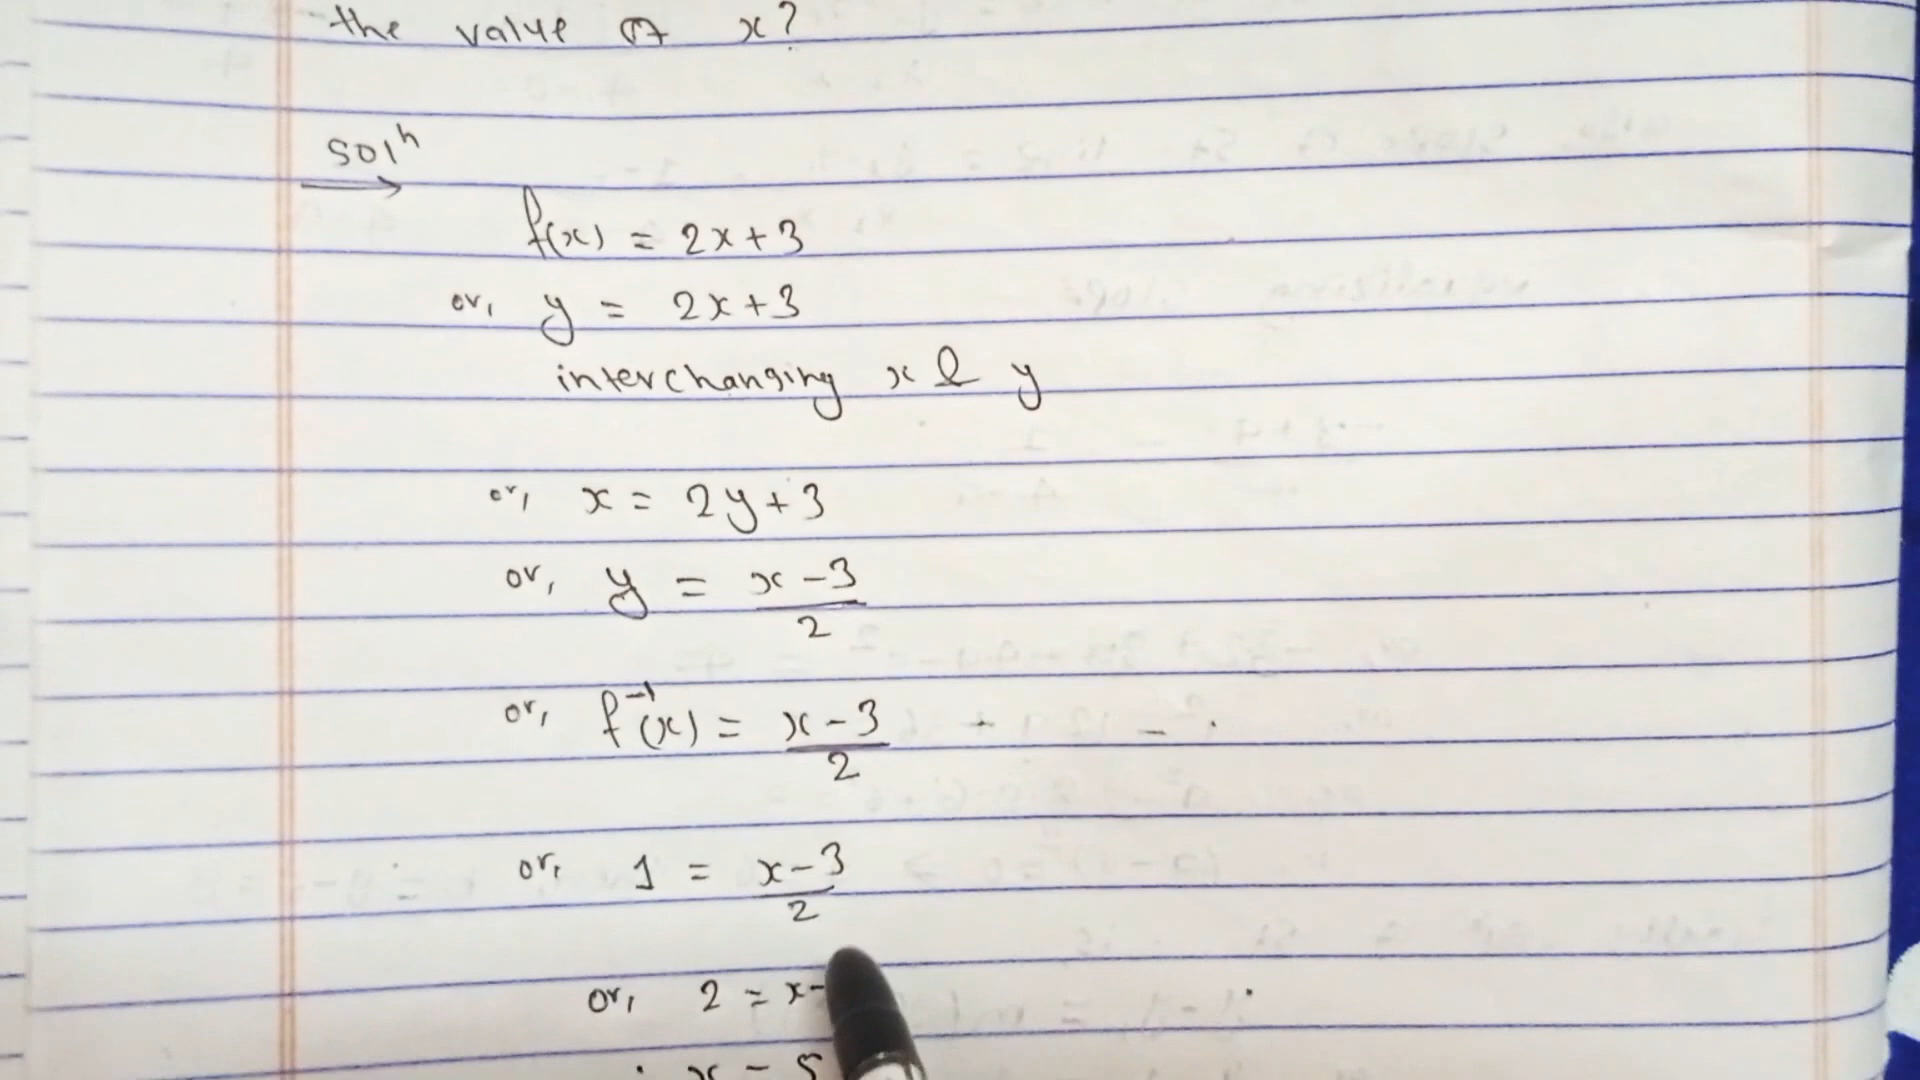 the value of x?
soln
f(x) = 2x+3
or, y = 2x+3
interchanging x & y
or, x = 2y+3
or, y = x-3/2
or, f⁻¹(x) = x-3/2
or, 1 = x-3/2
or, 2 = x-
x = 5